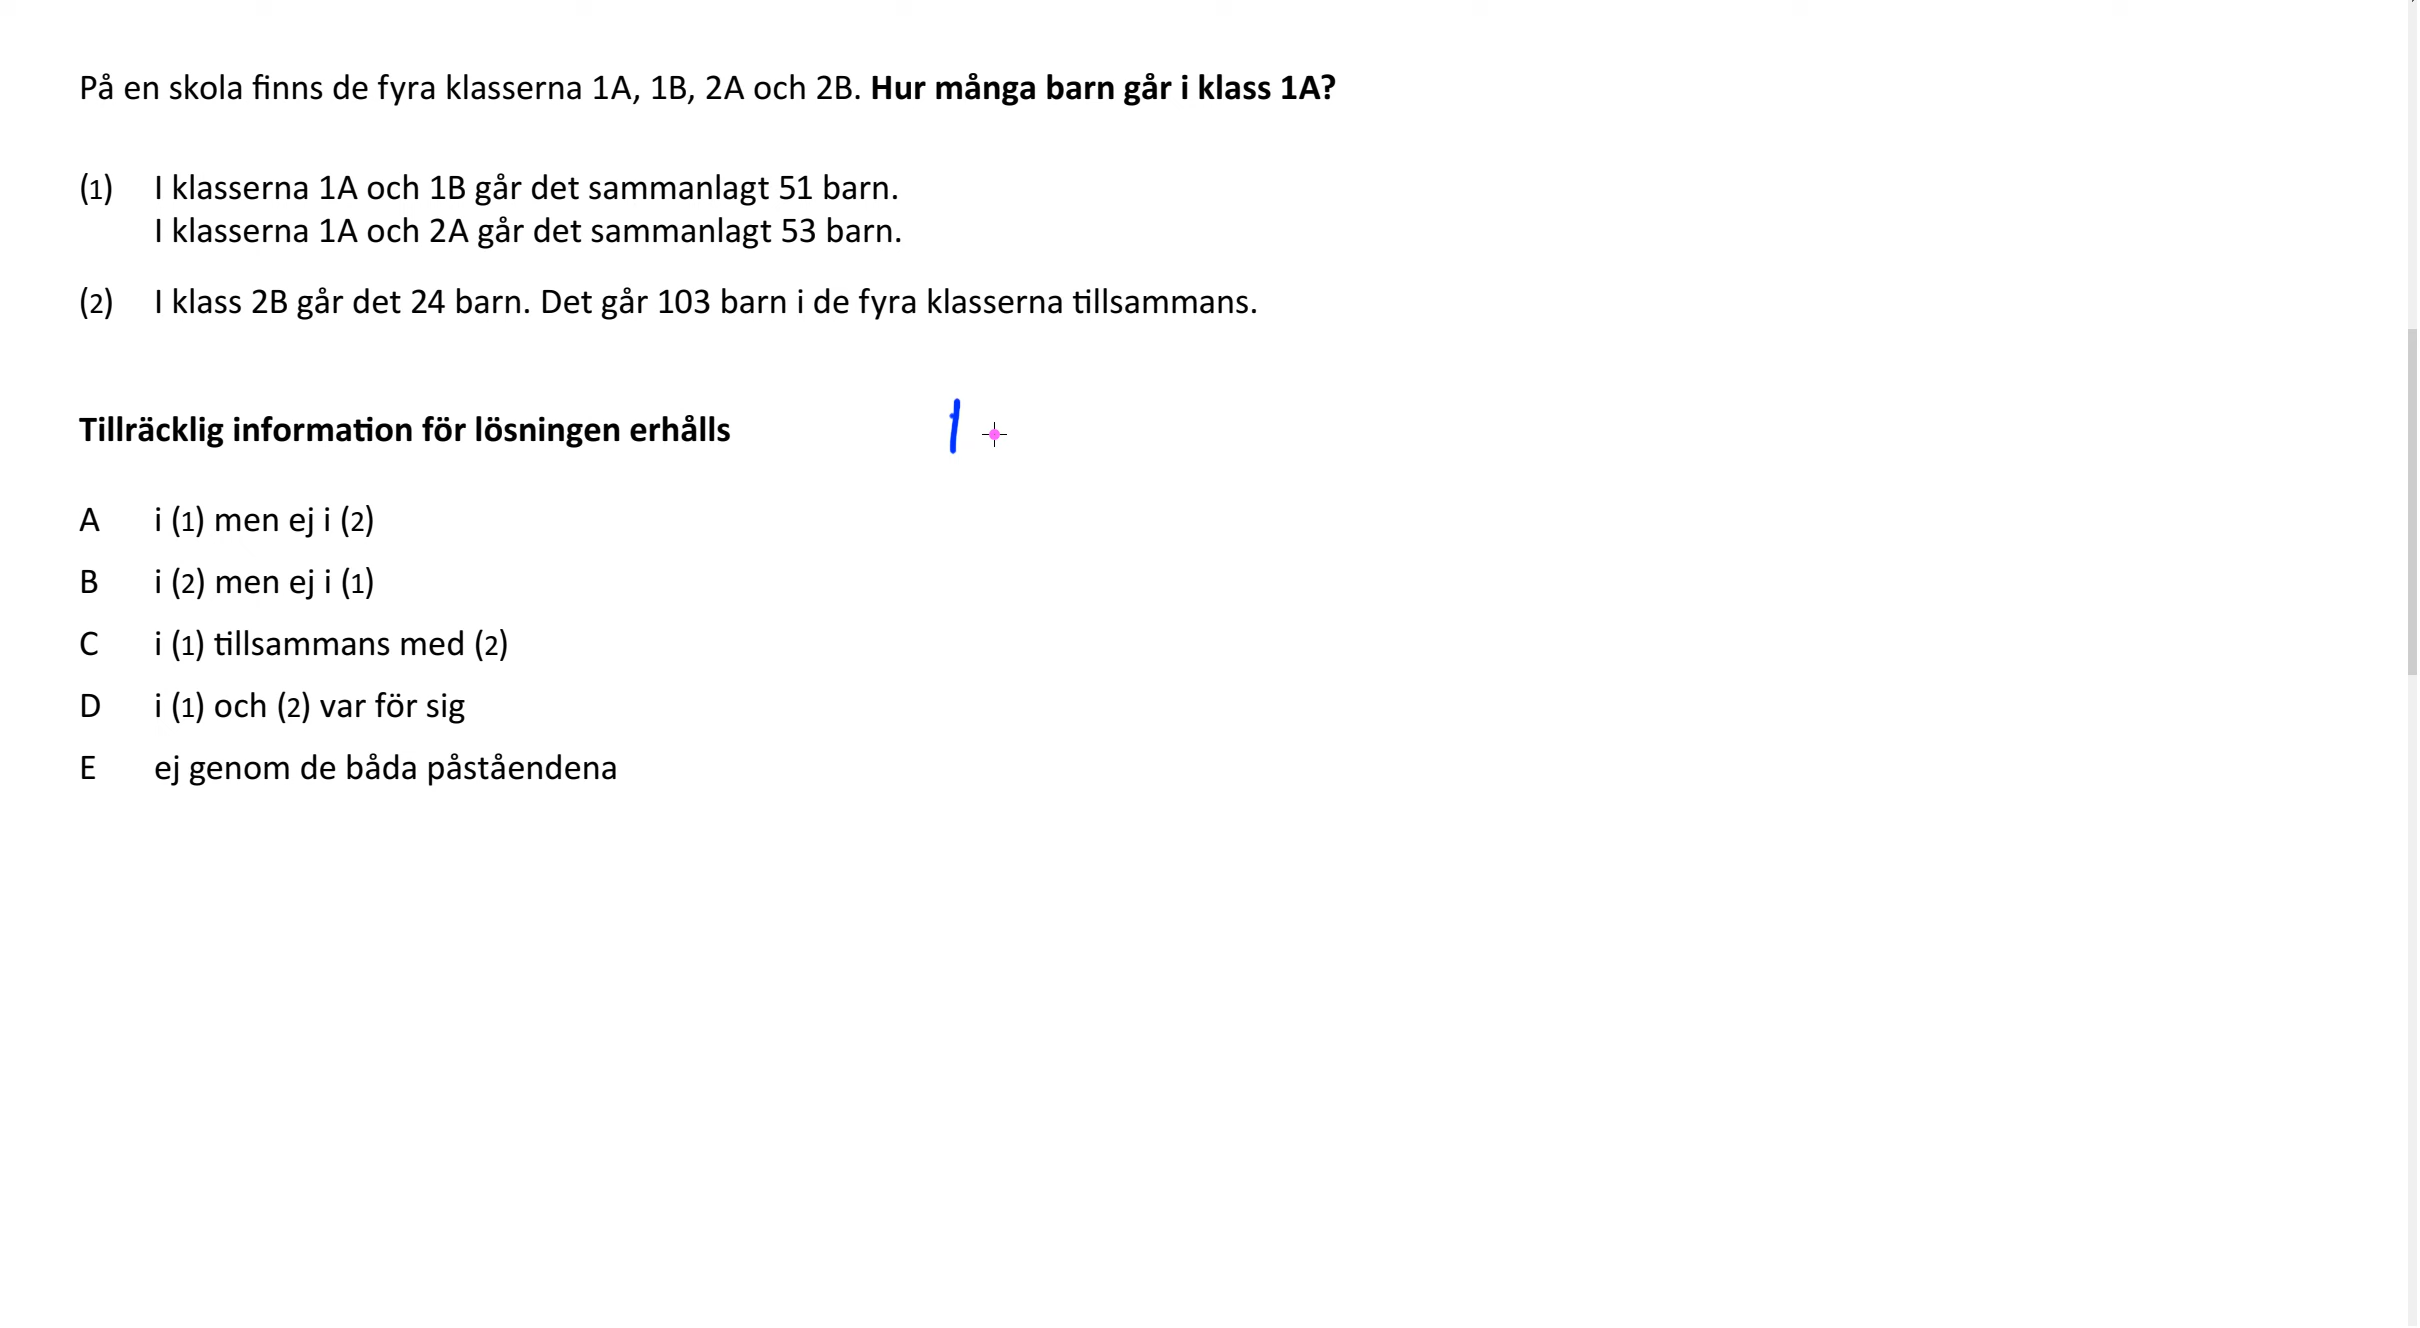 På en skola finns de fyra klasserna 1A, 1B, 2A och 2B. Hur många barn går i klass 1A?
(1) I klasserna 1A och 1B går det sammanlagt 51 barn.
I klasserna 1A och 2A går det sammanlagt 53 barn.
(2) I klass 2B går det 24 barn. Det går 103 barn i de fyra klasserna tillsammans.
Tillräcklig information för lösningen erhålls
1
A i (1) men ej i (2)
B i (2) men ej i (1)
C i (1) tillsammans med (2)
D i (1) och (2) var för sig
E ej genom de båda påståendena